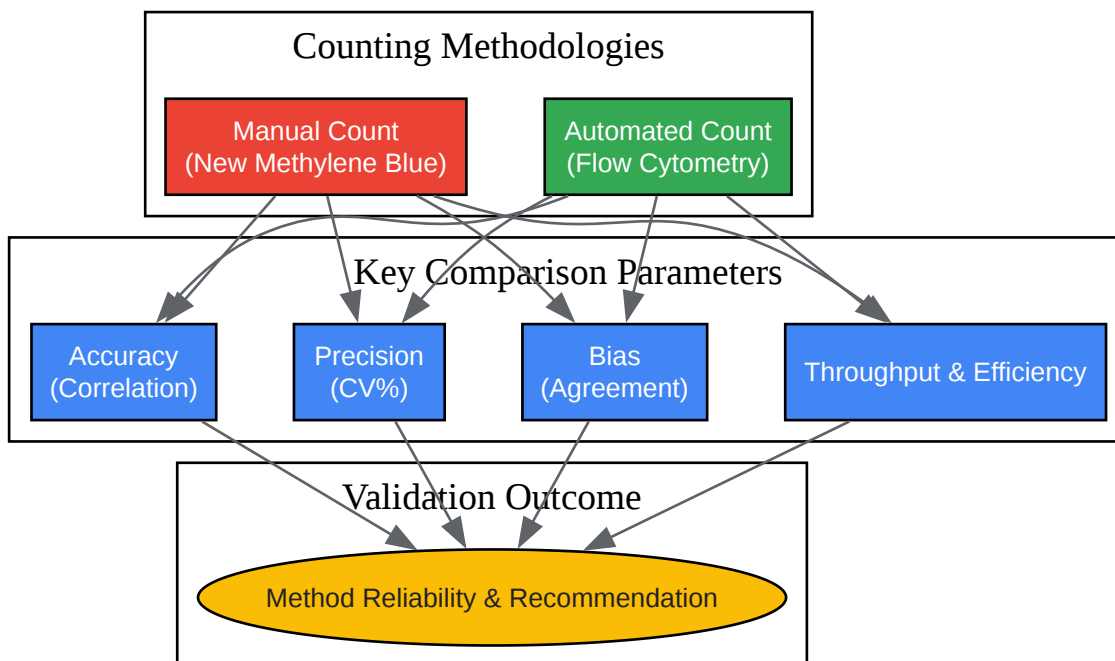 Counting Methodologies
Manual Count
(New Methylene Blue)
Automated Count
(Flow Cytometry)
Key Comparison Parameters
Accuracy
(Correlation)
Precision
(CV%)
Bias
(Agreement)
Throughput & Efficiency
Validation Outcome
Method Reliability & Recommendation